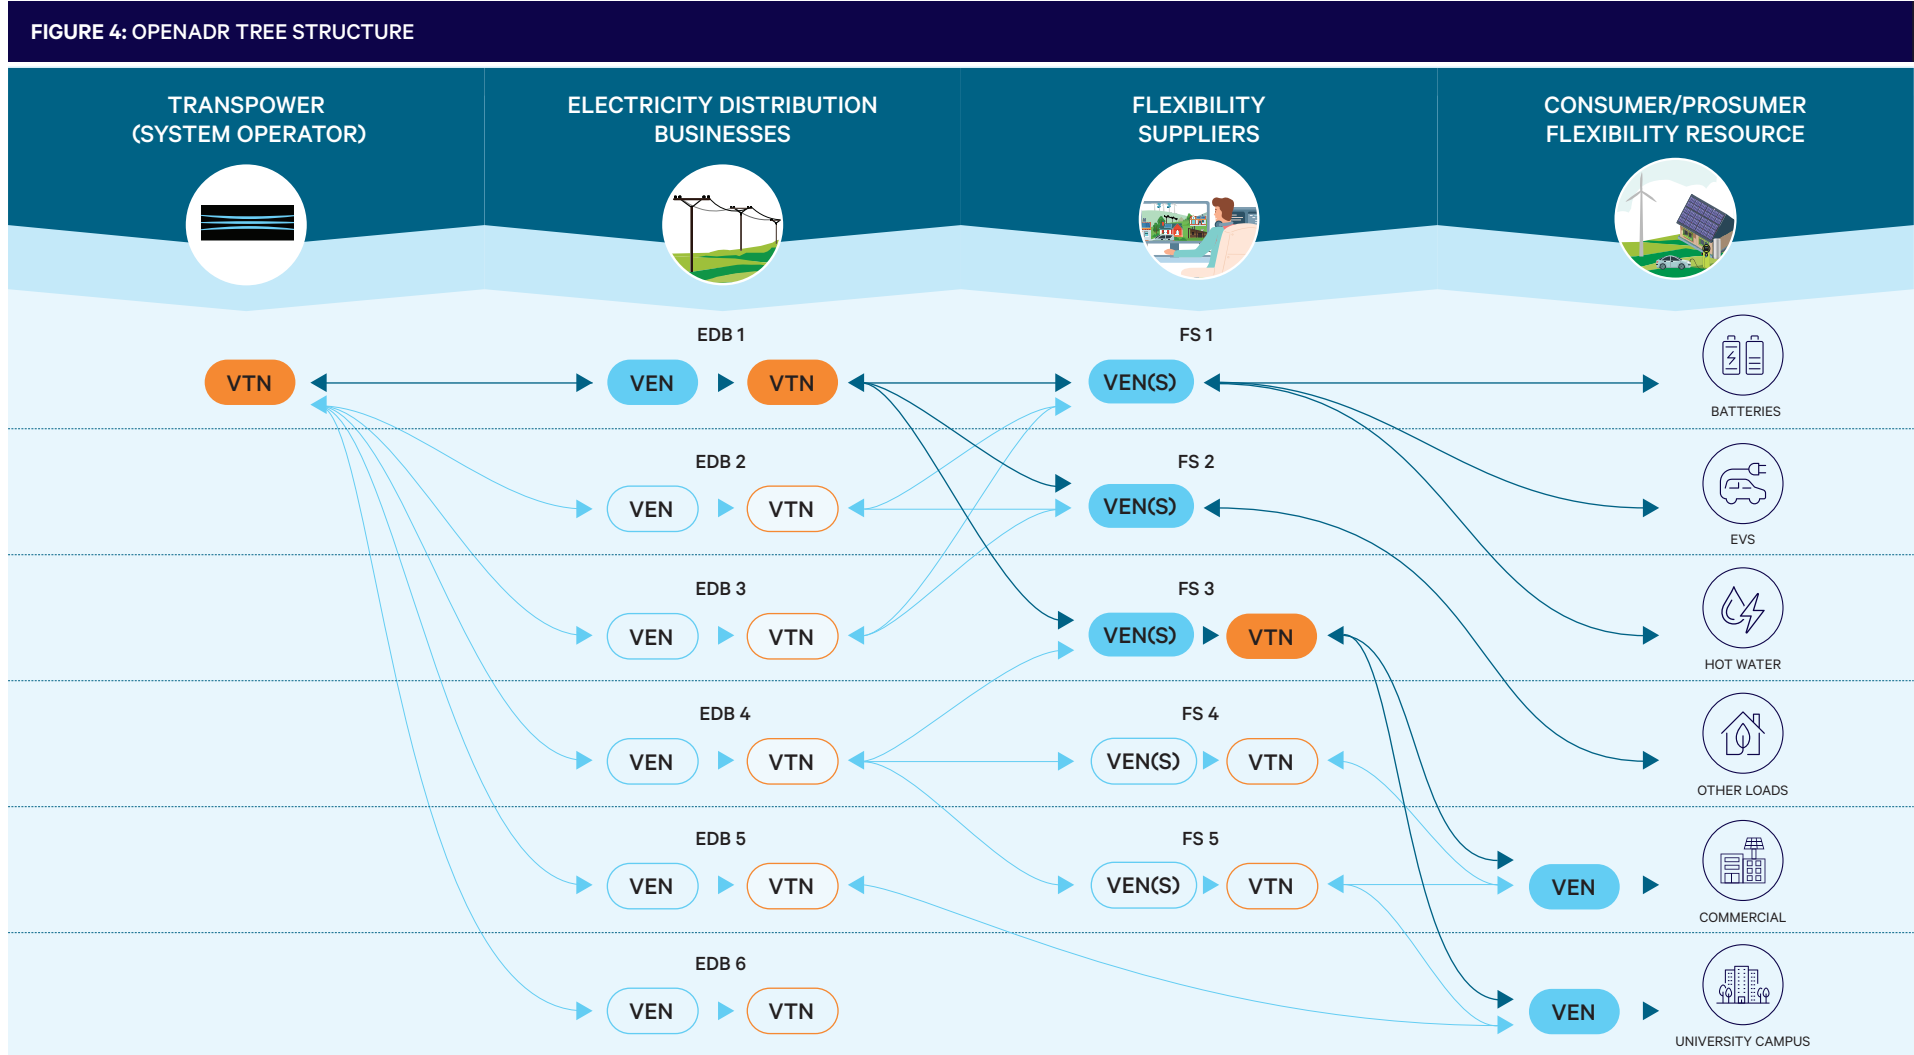 FIGURE 4: OPENADR TREE STRUCTURE
TRANSPOWER
(SYSTEM OPERATOR)
ELECTRICITY DISTRIBUTION
BUSINESSES
FLEXIBILITY
SUPPLIERS
CONSUMER/PROSUMER
FLEXIBILITY RESOURCE
EDB 1
FS 1
VTN
VEN
VTN
VEN(S)
BATTERIES
EDB 2
FS 2
VEN
VTN
VEN(S)
EVS
EDB 3
FS 3
VEN
VTN
VEN(S)
VTN
HOT WATER
EDB 4
FS 4
VEN
VTN
VEN(S)
VTN
OTHER LOADS
EDB 5
FS 5
VEN
VTN
VEN(S)
VTN
VEN
COMMERCIAL
EDB 6
VEN
VTN
VEN
UNIVERSITY CAMPUS